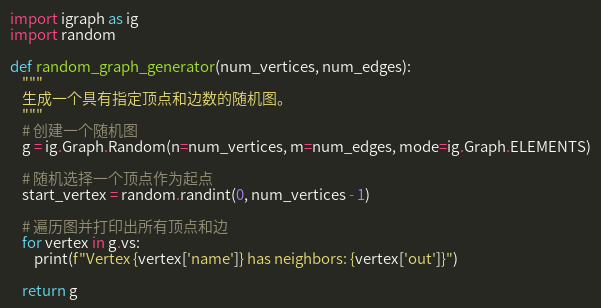 import igraph as ig
import random
def random_graph_generator(num_vertices, num_edges):
"""
生成一个具有指定顶点和边数的随机图。
"""
# 创建一个随机图
g = ig.Graph.Random(n=num_vertices, m=num_edges, mode=ig.Graph.ELEMENTS)
# 随机选择一个顶点作为起点
start_vertex = random.randint(0, num_vertices - 1)
# 遍历图并打印出所有顶点和边
for vertex in g.vs:
print(f"Vertex {vertex['name']} has neighbors: {vertex['out']}")
return g